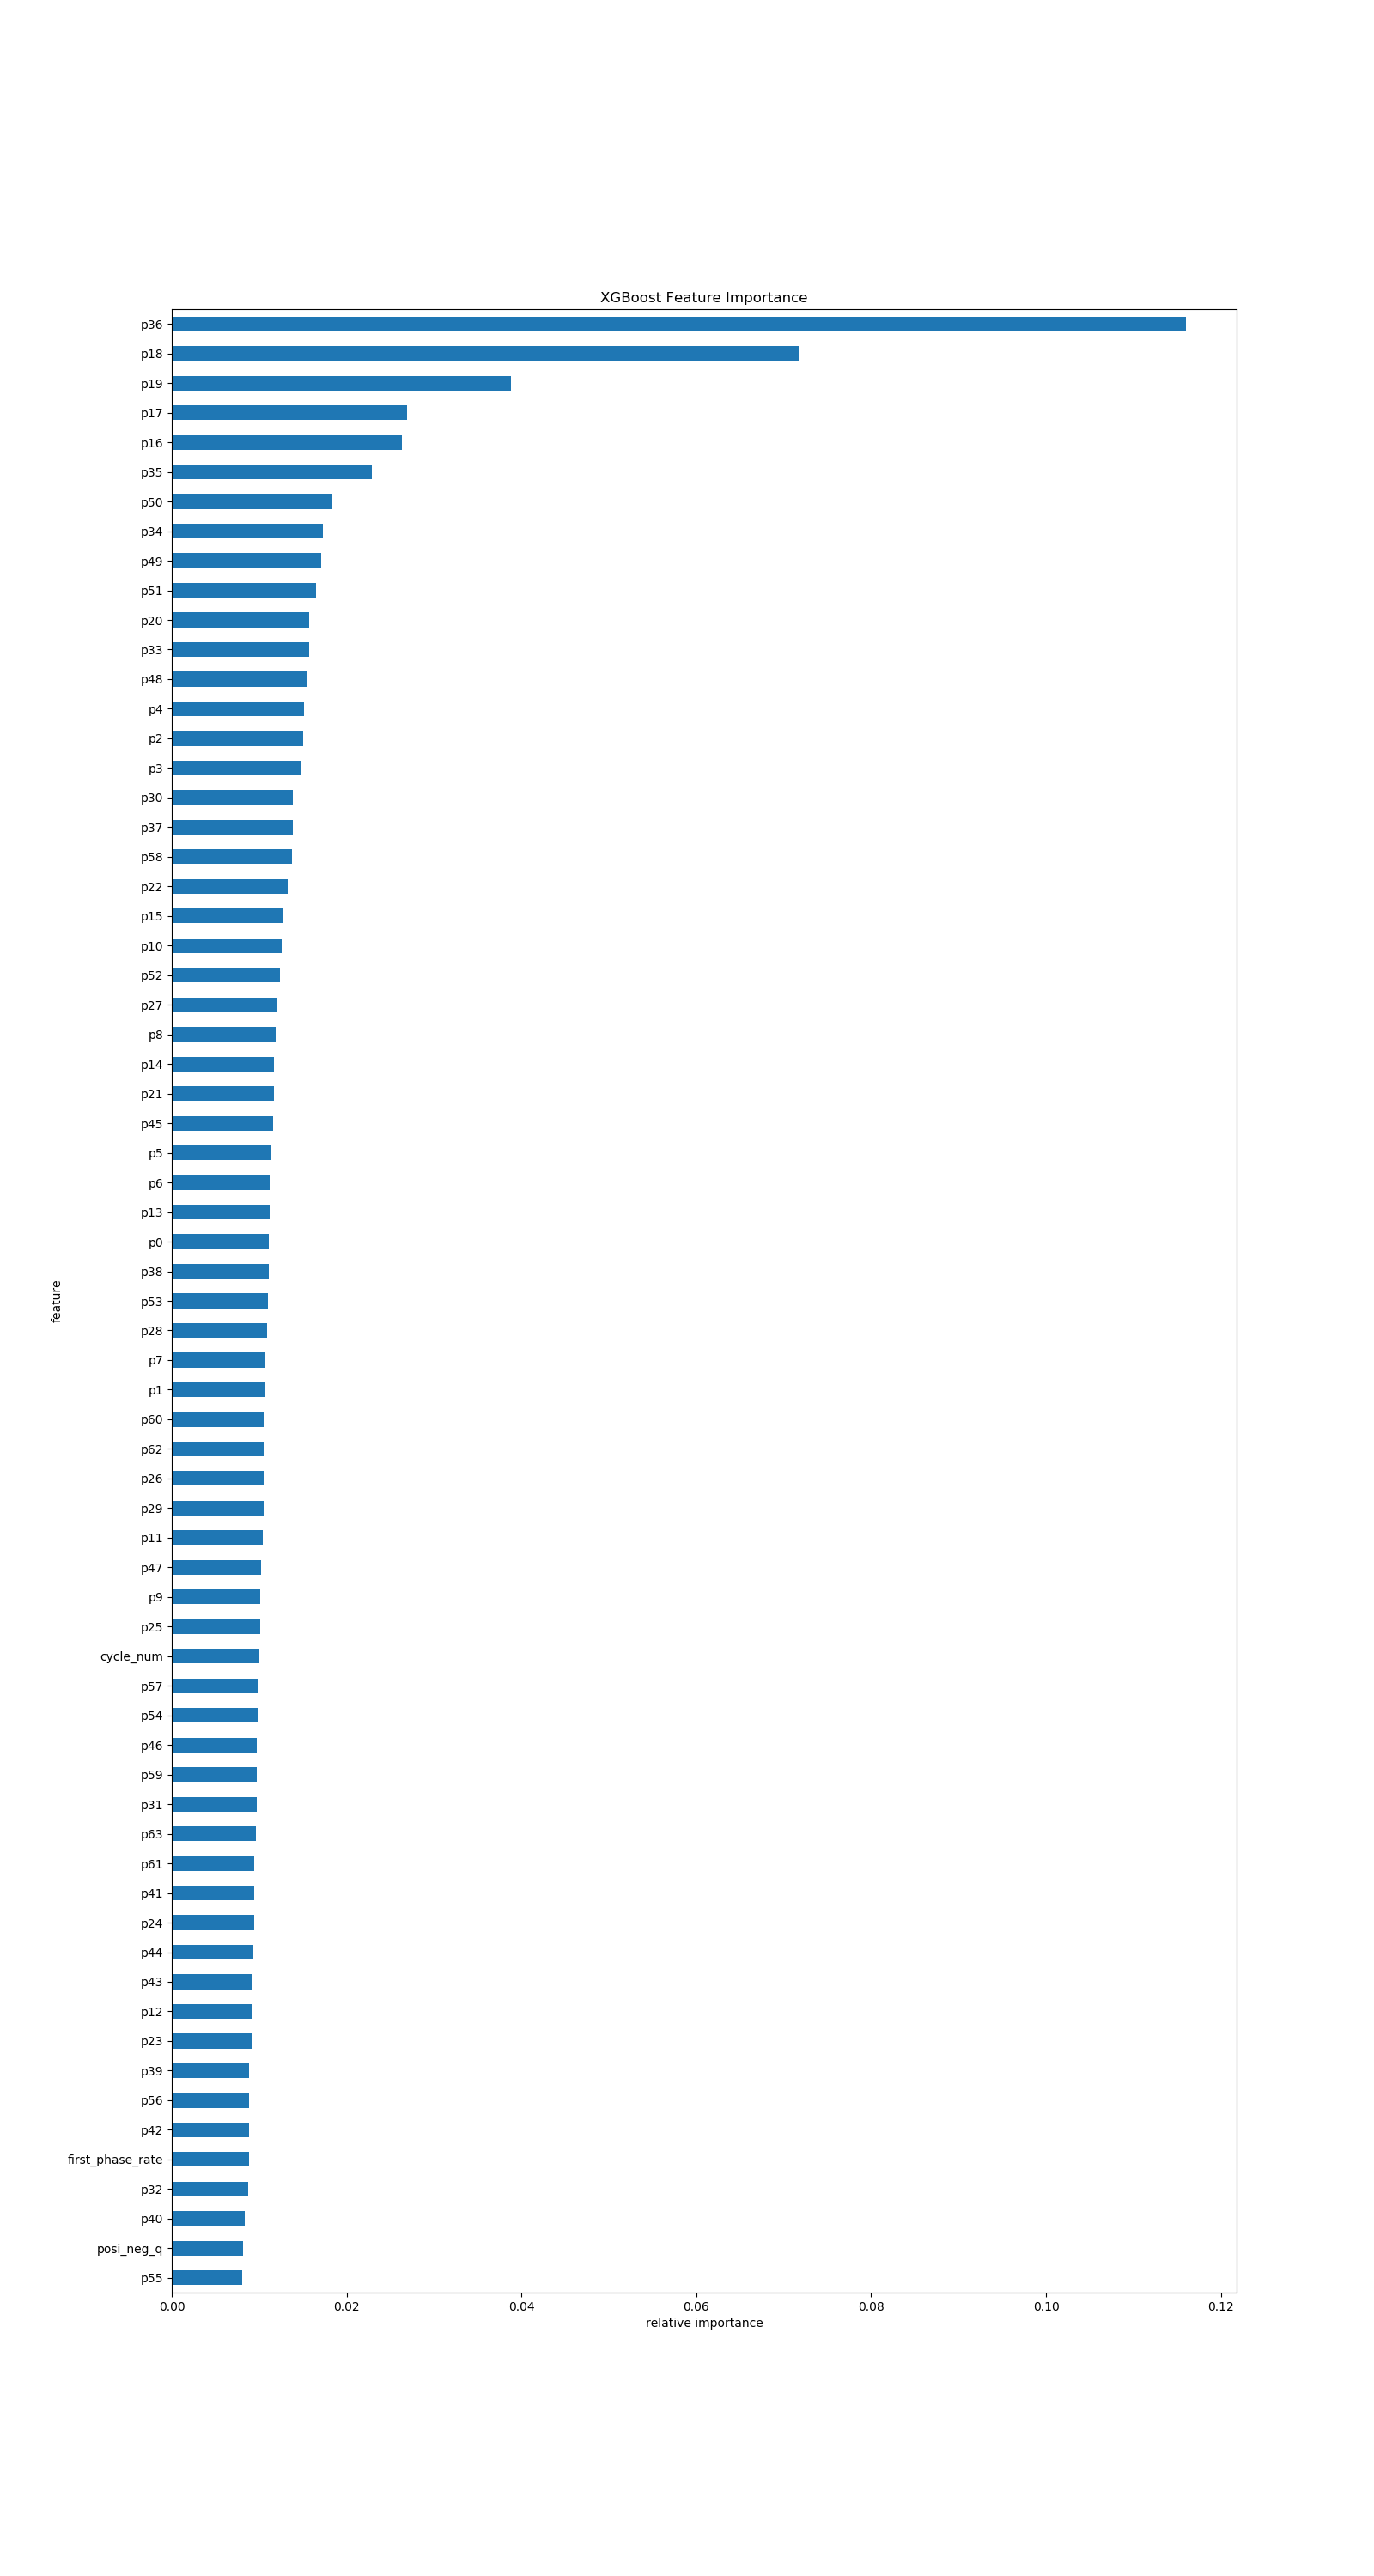 XGBoost Feature Importance
p36
p18
p19
p17
p16
p35
p50
p34
p49
p51
p20
p33
p48
p4
p2
p3
p30
p37
p58
p22
p15
p10
p52
p27
p8
p14
p21
p45
p5
p6
p13
p0
p38
p53
p28
p7
p1
p60
p62
p26
p29
p11
p47
p9
p25
cycle_num
p57
p54
p46
p59
p31
p63
p61
p41
p24
p44
p43
p12
p23
p39
p56
p42
first_phase_rate
p32
p40
posi_neg_q
p55
feature
0.00 0.02 0.04 0.06 0.08 0.10 0.12
relative importance